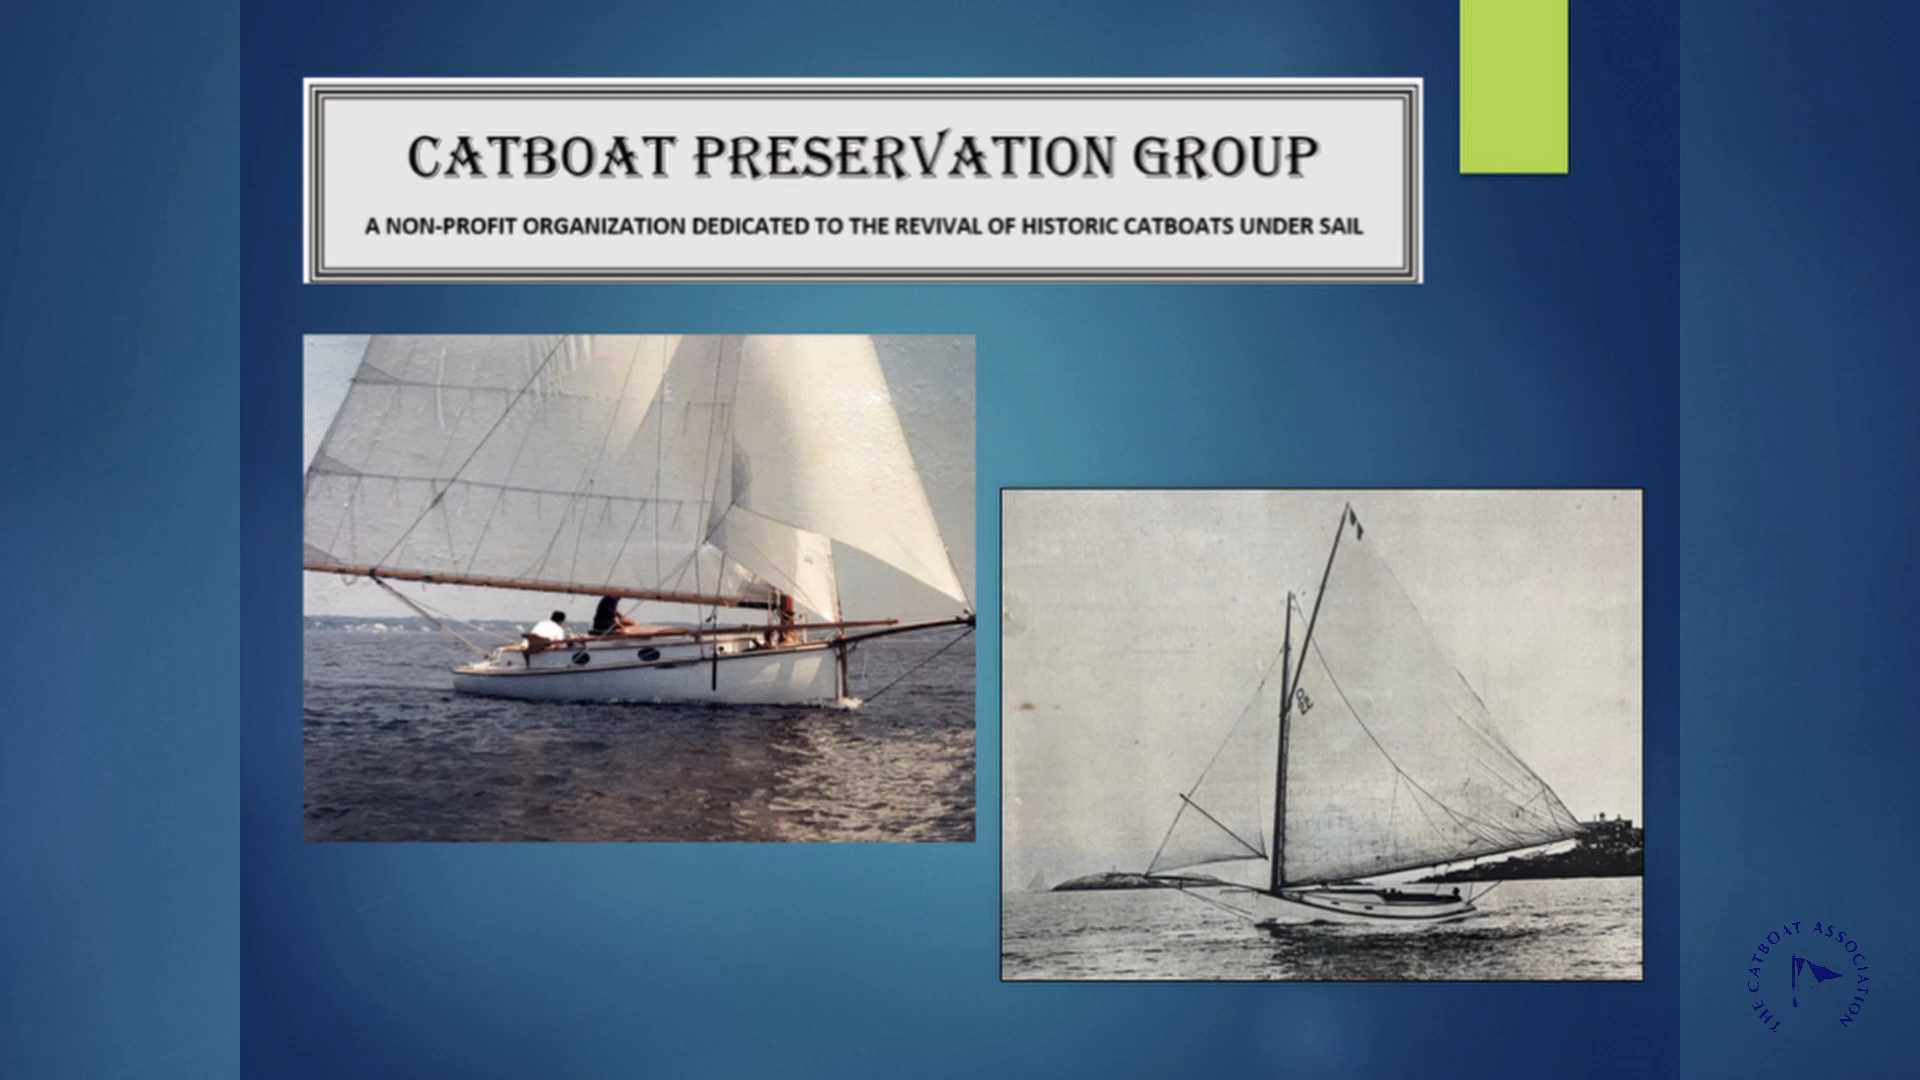 CATBOAT PRESERVATION GROUP
A NON-PROFIT ORGANIZATION DEDICATED TO THE REVIVAL OF HISTORIC CATBOATS UNDER SAIL
THE CATBOAT ASSOCIATION